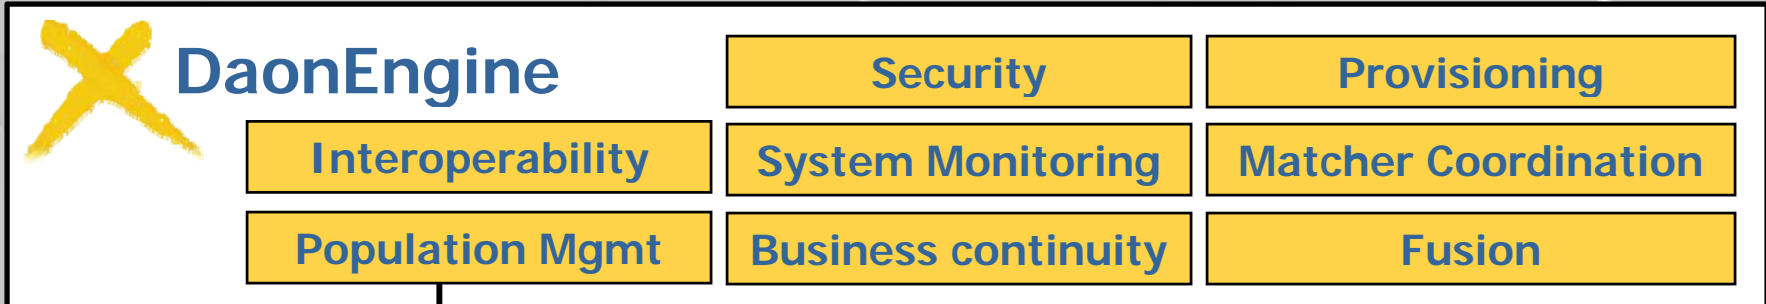 DaonEngine
Security
Provisioning
Interoperability
System Monitoring
Matcher Coordination
Population Mgmt
Business continuity
Fusion